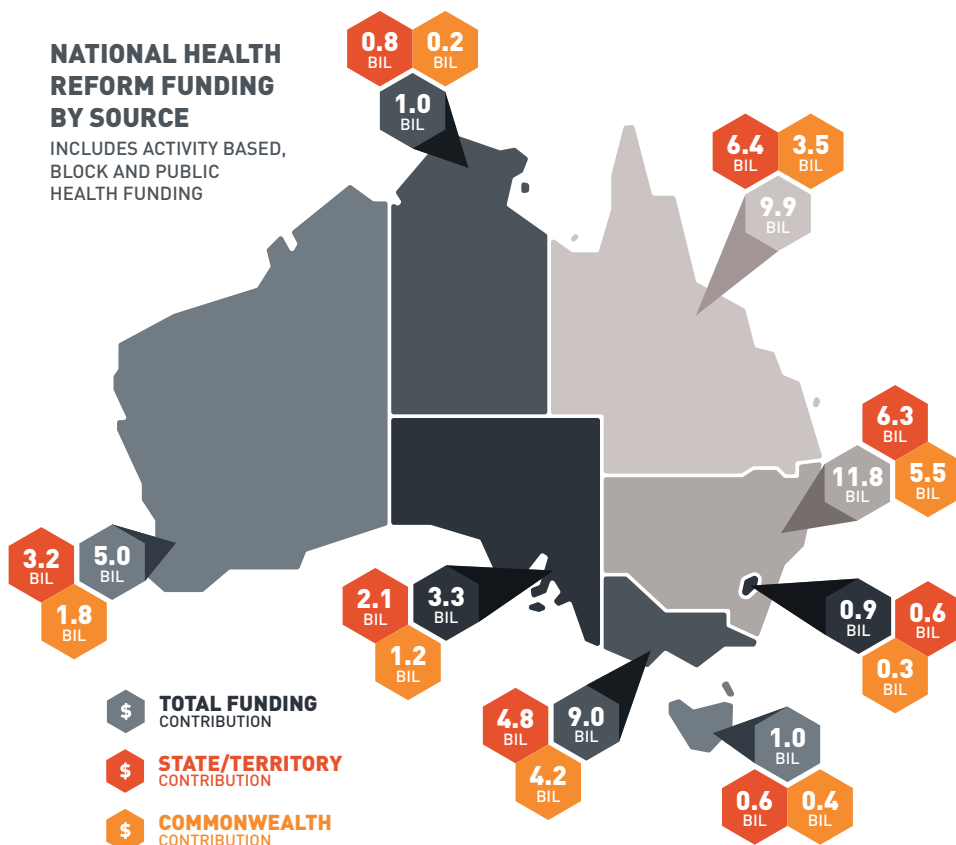 NATIONAL HEALTH
REFORM FUNDING
BY SOURCE
INCLUDES ACTIVITY BASED,
BLOCK AND PUBLIC
HEALTH FUNDING
0.8
BIL
0.2
BIL
1.0
BIL
6.4
BIL
3.5
BIL
9.9
BIL
6.3
BIL
11.8
BIL
5.5
BIL
3.2
BIL
5.0
BIL
1.8
BIL
2.1
BIL
3.3
BIL
1.2
BIL
0.9
BIL
0.6
BIL
0.3
BIL
4.8
BIL
9.0
BIL
4.2
BIL
1.0
BIL
0.6
BIL
0.4
BIL
$ TOTAL FUNDING
CONTRIBUTION
$ STATE/TERRITORY
CONTRIBUTION
$ COMMONWEALTH
CONTRIBUTION